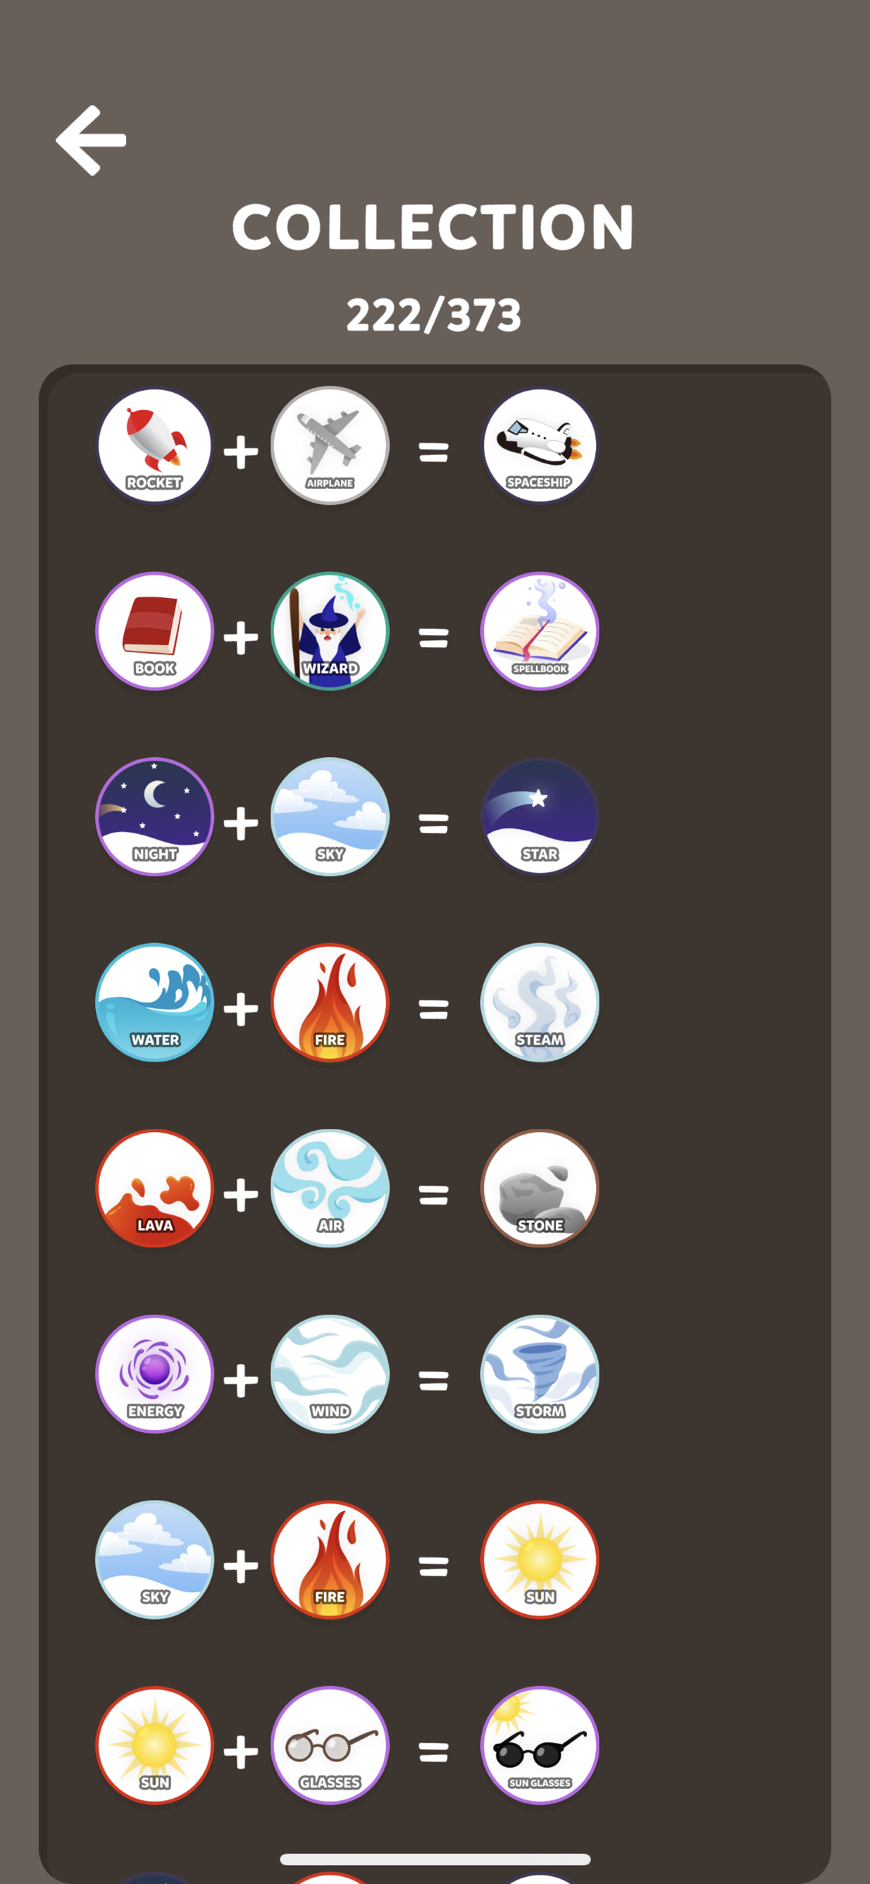 COLLECTION
222/373
ROCKET + AIRPLANE = SPACESHIP
BOOK + WIZARD = SPELLBOOK
NIGHT + SKY = STAR
WATER + FIRE = STEAM
LAVA + AIR = STONE
ENERGY + WIND = STORM
SKY + FIRE = SUN
SUN + GLASSES = SUN GLASSES